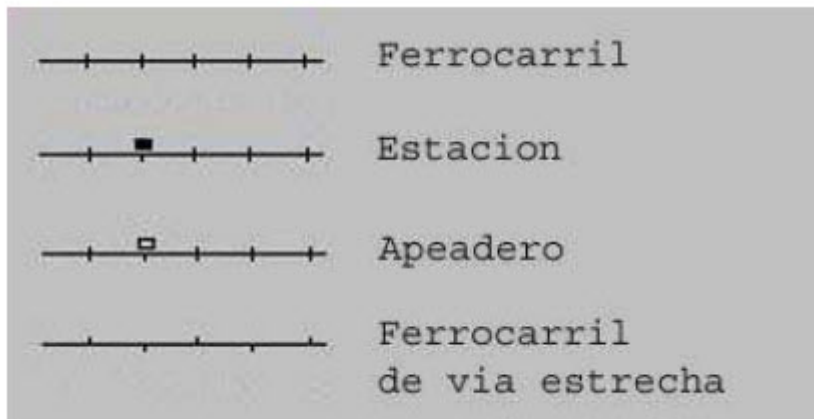 Ferrocarril
Estacion
Apeadero
Ferrocarril
de via estrecha